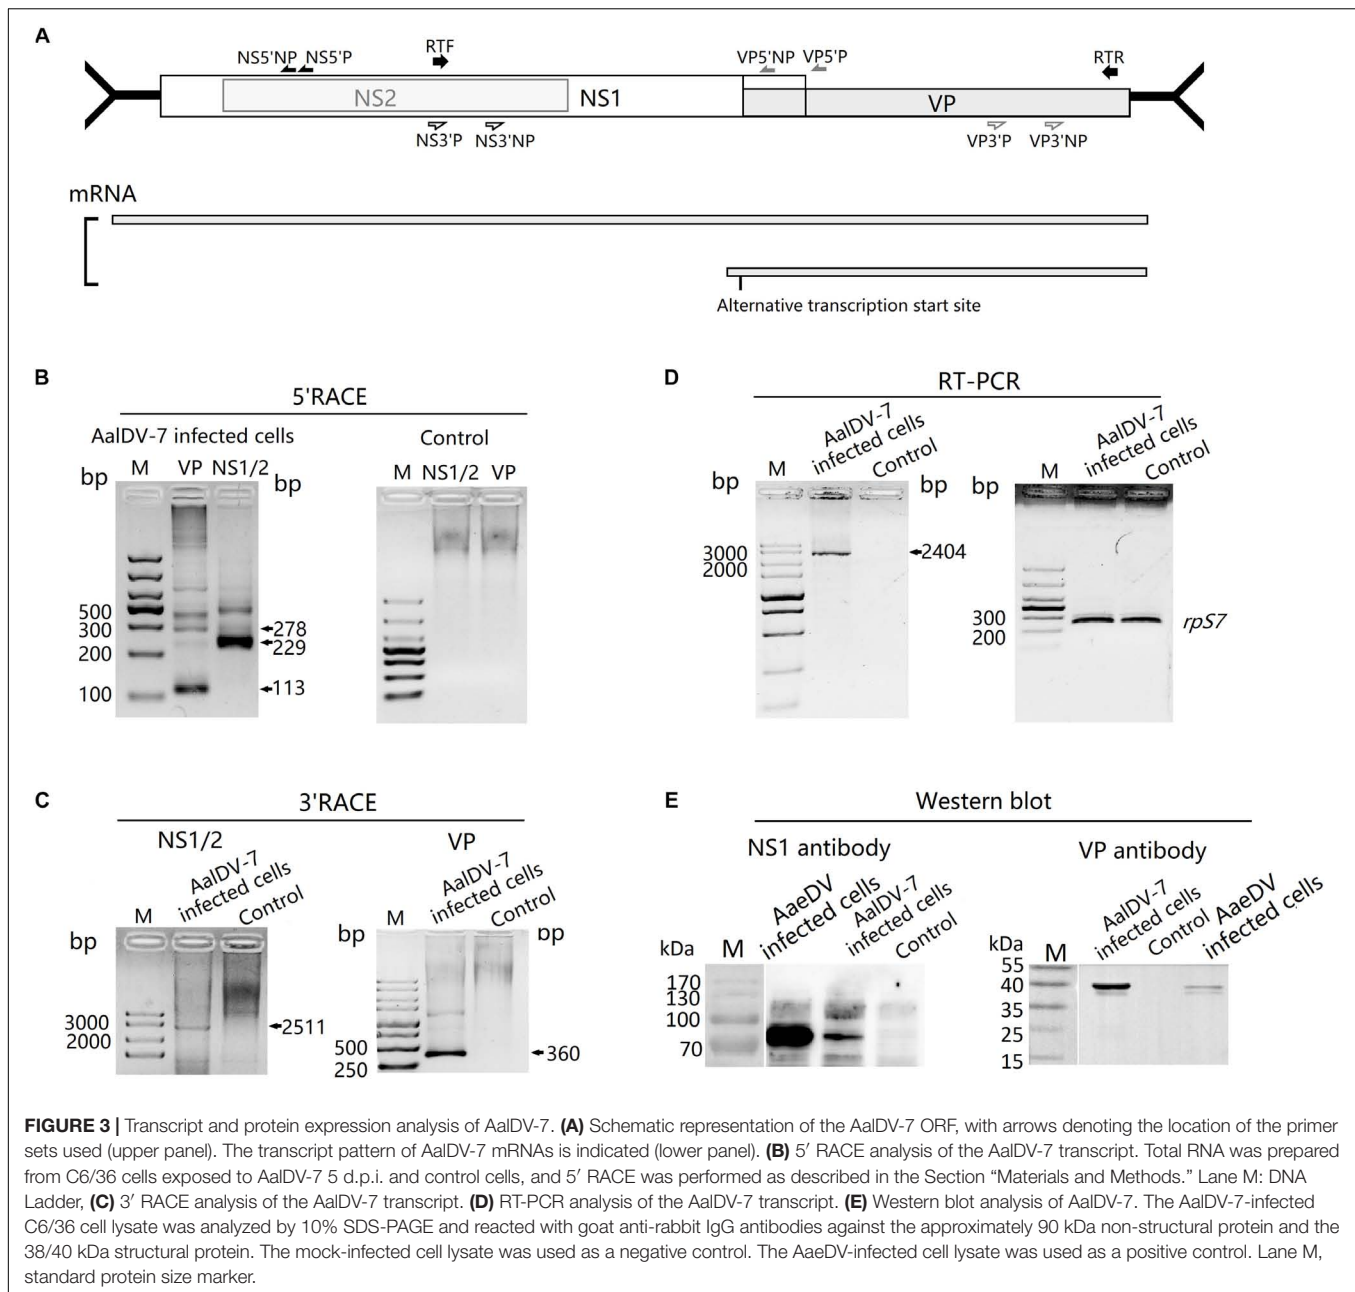 A
NS5'NP NS5'P RTF VP5'NP VP5'P RTR
NS2 NS1 VP
NS3'P NS3'NP VP3'P VP3'NP
mRNA
Alternative transcription start site
B
5'RACE
AalDV-7 infected cells Control
bp M VP NS1/2 bp M NS1/2 VP
500
300
200
100
278
229
113
D
RT-PCR
M AalDV-7 infected cells Control
bp bp
3000
2000
2404
M AalDV-7 infected cells Control
300
200
rpS7
C
3'RACE
NS1/2 VP
M AalDV-7 infected cells Control
bp
3000
2000
2511
M AalDV-7 infected cells Control
bp bp
500
250
360
E
Western blot
NS1 antibody VP antibody
kDa M AaeDV infected cells AalDV-7 infected cells Control
170
130
100
70
kDa M AalDV-7 infected cells Control AaeDV infected cells
55
40
35
25
15
FIGURE 3 | Transcript and protein expression analysis of AalDV-7. (A) Schematic representation of the AalDV-7 ORF, with arrows denoting the location of the primer
sets used (upper panel). The transcript pattern of AalDV-7 mRNAs is indicated (lower panel). (B) 5′ RACE analysis of the AalDV-7 transcript. Total RNA was prepared
from C6/36 cells exposed to AalDV-7 5 d.p.i. and control cells, and 5′ RACE was performed as described in the Section “Materials and Methods.” Lane M: DNA
Ladder, (C) 3′ RACE analysis of the AalDV-7 transcript. (D) RT-PCR analysis of the AalDV-7 transcript. (E) Western blot analysis of AalDV-7. The AalDV-7-infected
C6/36 cell lysate was analyzed by 10% SDS-PAGE and reacted with goat anti-rabbit IgG antibodies against the approximately 90 kDa non-structural protein and the
38/40 kDa structural protein. The mock-infected cell lysate was used as a negative control. The AaeDV-infected cell lysate was used as a positive control. Lane M,
standard protein size marker.